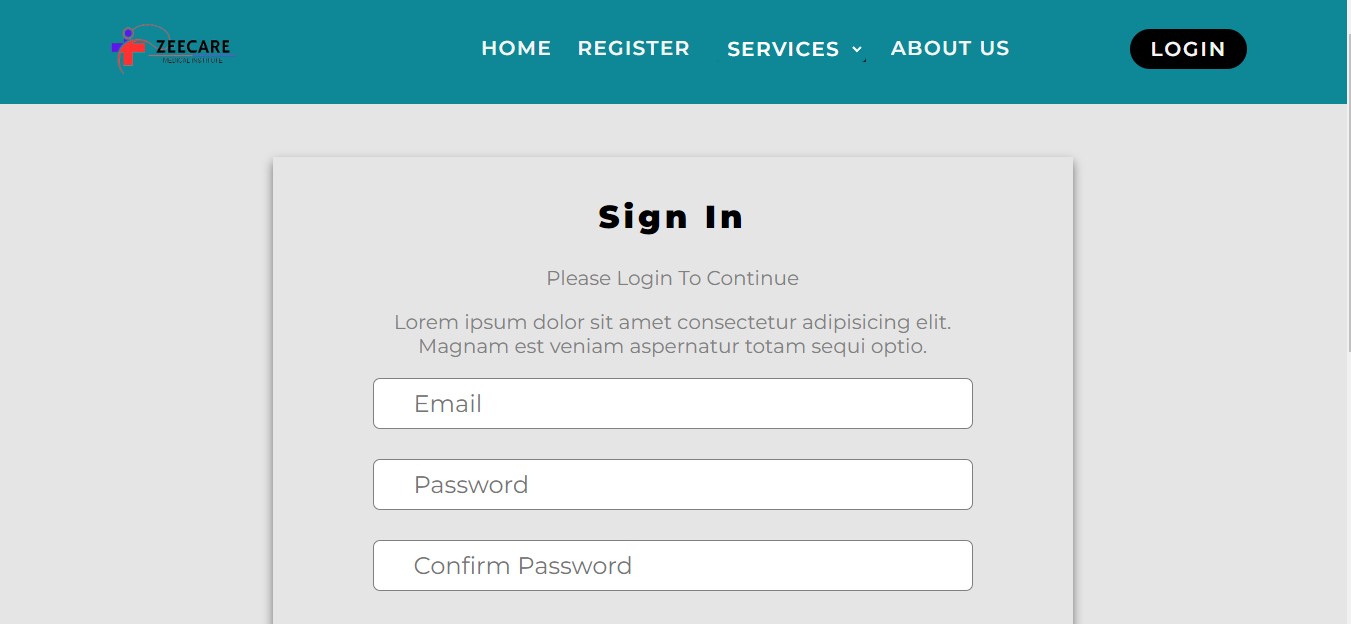 ZEECARE
MEDICAL INSTITUTE
HOME REGISTER SERVICES ABOUT US LOGIN
Sign In
Please Login To Continue
Lorem ipsum dolor sit amet consectetur adipisicing elit.
Magnam est veniam aspernatur totam sequi optio.
Email
Password
Confirm Password